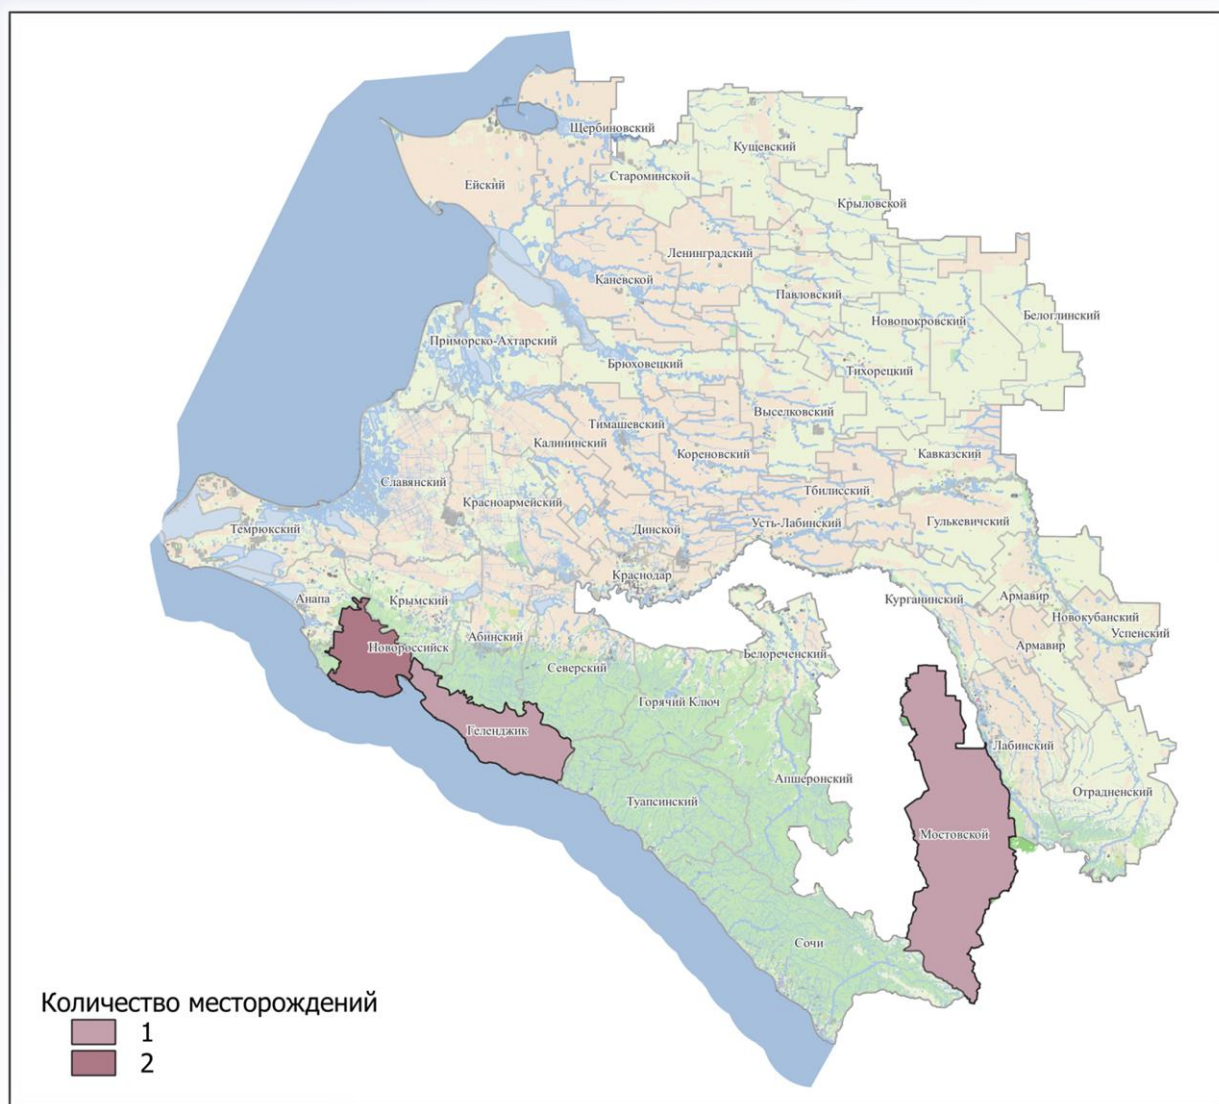 Щербиновский
Кущевский
Староминской
Ейский
Крыловской
Ленинградский
Каневской
Павловский
Белоглинский
Новопокровский
Приморско-Ахтарский
Брюховецкий
Тихорецкий
Выселковский
Тимашевский
Калининский
Кореновский
Кавказский
Славянский
Тбилисский
Красноармейский
Усть-Лабинский
Гулькевичский
Темрюкский
Динской
Краснодар
Анапа
Крымский
Курганинский
Армавир
Новокубанский
Успенский
Абинский
Новороссийск
Армавир
Белореченский
Северский
Горячий Ключ
Геленджик
Лабинский
Апшеронский
Отрадненский
Туапсинский
Мостовской
Сочи
Количество месторождений
1
2